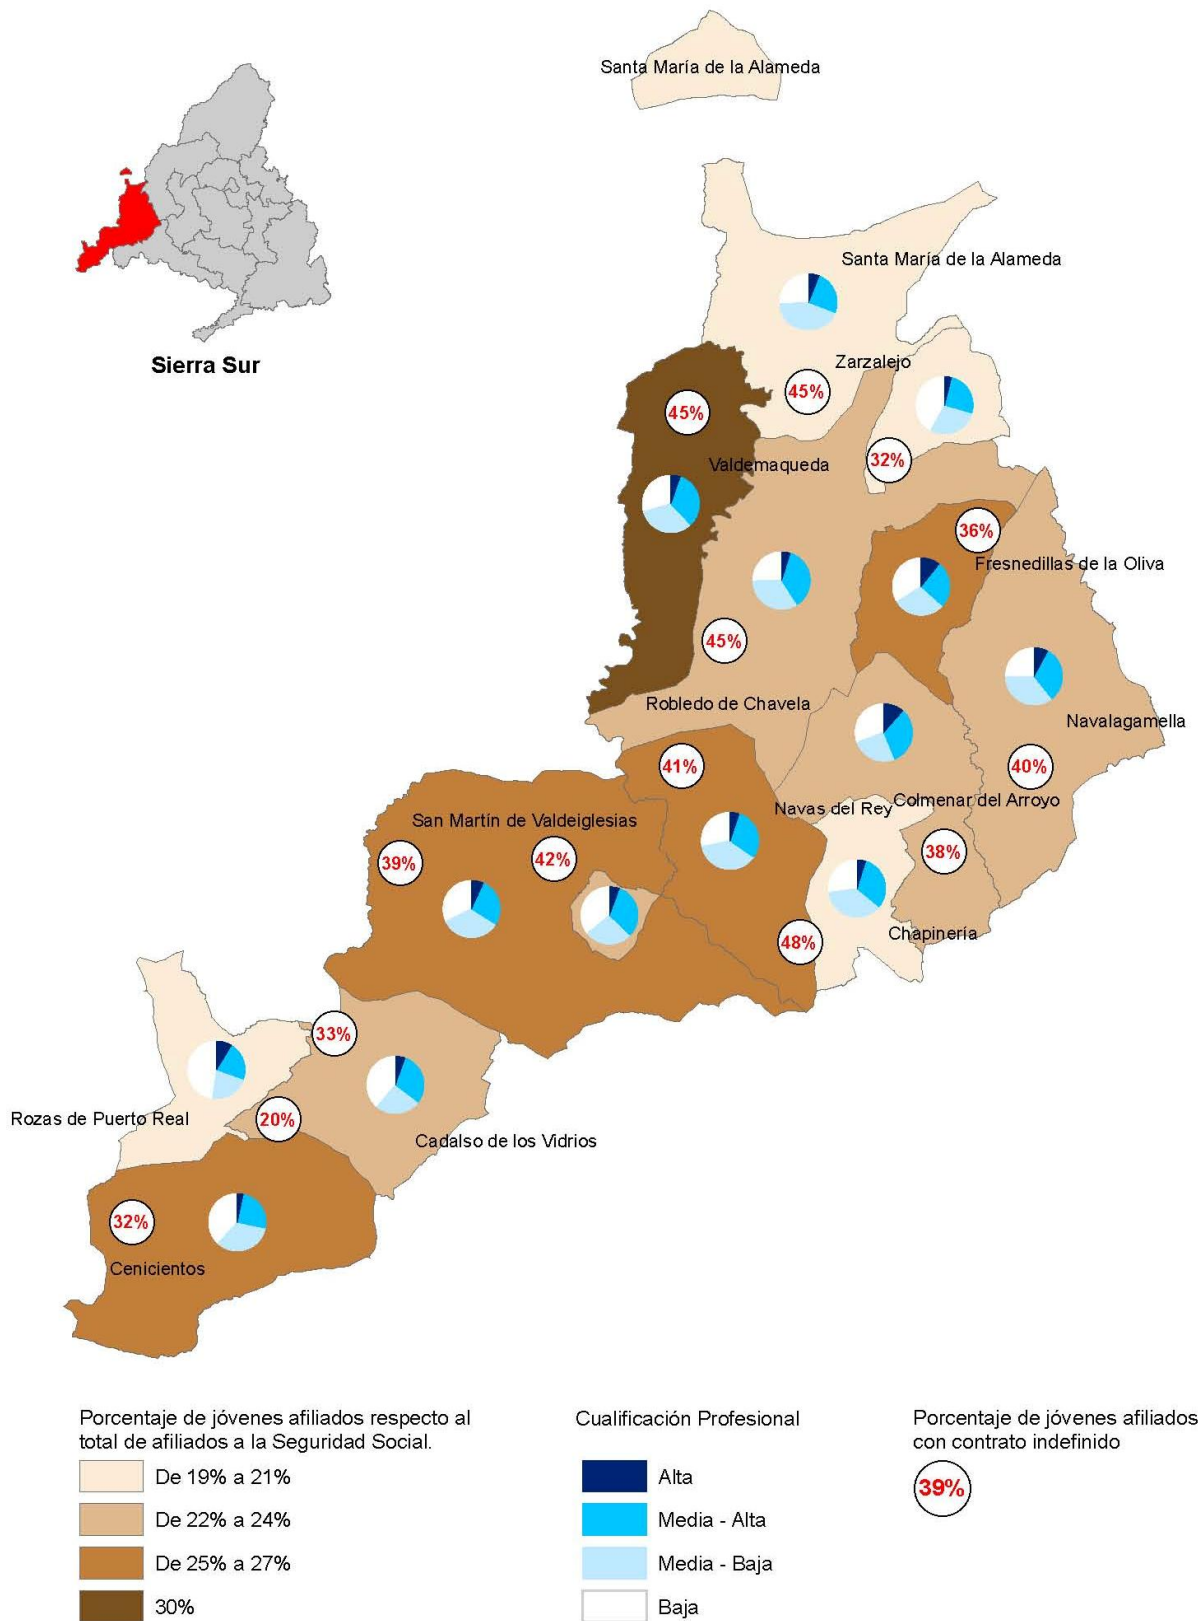 Santa María de la Alameda
Sierra Sur
Santa María de la Alameda
Zarzalejo
45%
45%
Valdemaqueda
32%
36%
Fresnedillas de la Oliva
45%
Robledo de Chavela
Navalagamella
41%
40%
Navas del Rey
Colmenar del Arroyo
San Martín de Valdeiglesias
39%
42%
38%
Chapinería
48%
33%
Rozas de Puerto Real
20%
Cadalso de los Vidrios
32%
Cenicientos
Porcentaje de jóvenes afiliados respecto al
total de afiliados a la Seguridad Social.
De 19% a 21%
De 22% a 24%
De 25% a 27%
30%
Cualificación Profesional
Alta
Media - Alta
Media - Baja
Baja
Porcentaje de jóvenes afiliados
con contrato indefinido
39%